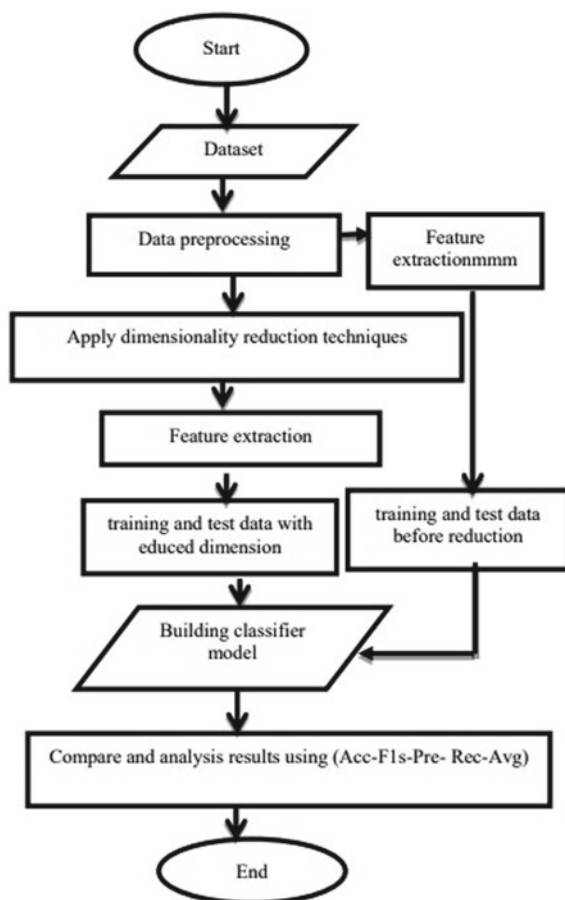 Start
Dataset
Data preprocessing
Feature
extractionmmm
Apply dimensionality reduction techniques
Feature extraction
training and test data with
educed dimension
training and test data
before reduction
Building classifier
model
Compare and analysis results using (Acc-F1s-Pre- Rec-Avg)
End